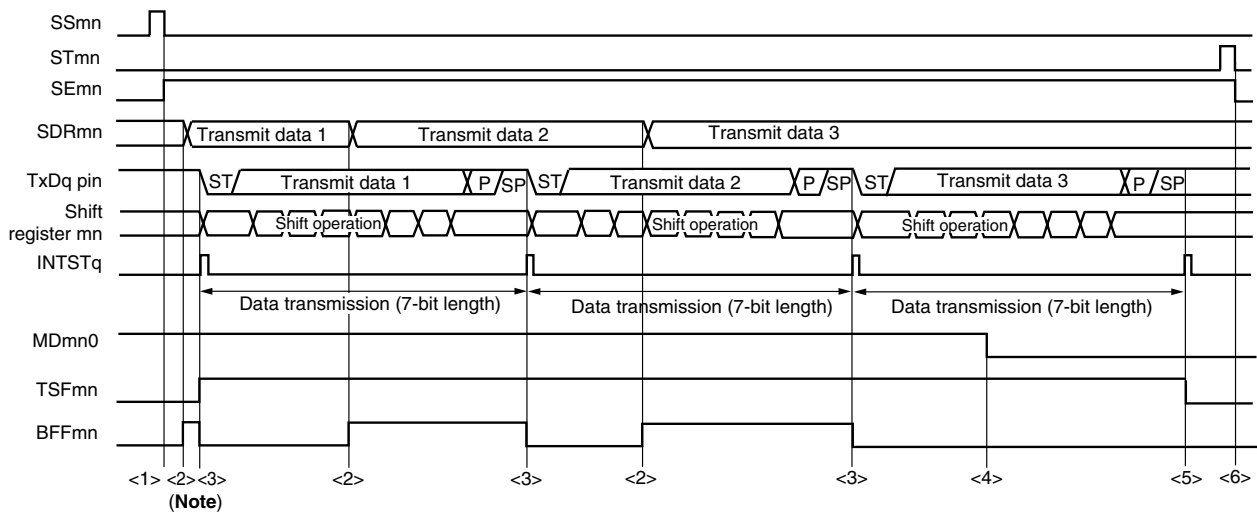 SSmn
STmn
SEmn
SDRmn Transmit data 1 Transmit data 2 Transmit data 3
TxDq pin ST Transmit data 1 P SP ST Transmit data 2 P SP ST Transmit data 3 P SP
Shift
register mn Shift operation Shift operation Shift operation
INTSTq
Data transmission (7-bit length) Data transmission (7-bit length) Data transmission (7-bit length)
MDmn0
TSFmn
BFFmn
<1> <2> <3> <2> <3> <2> <3> <4> <5> <6>
(Note)